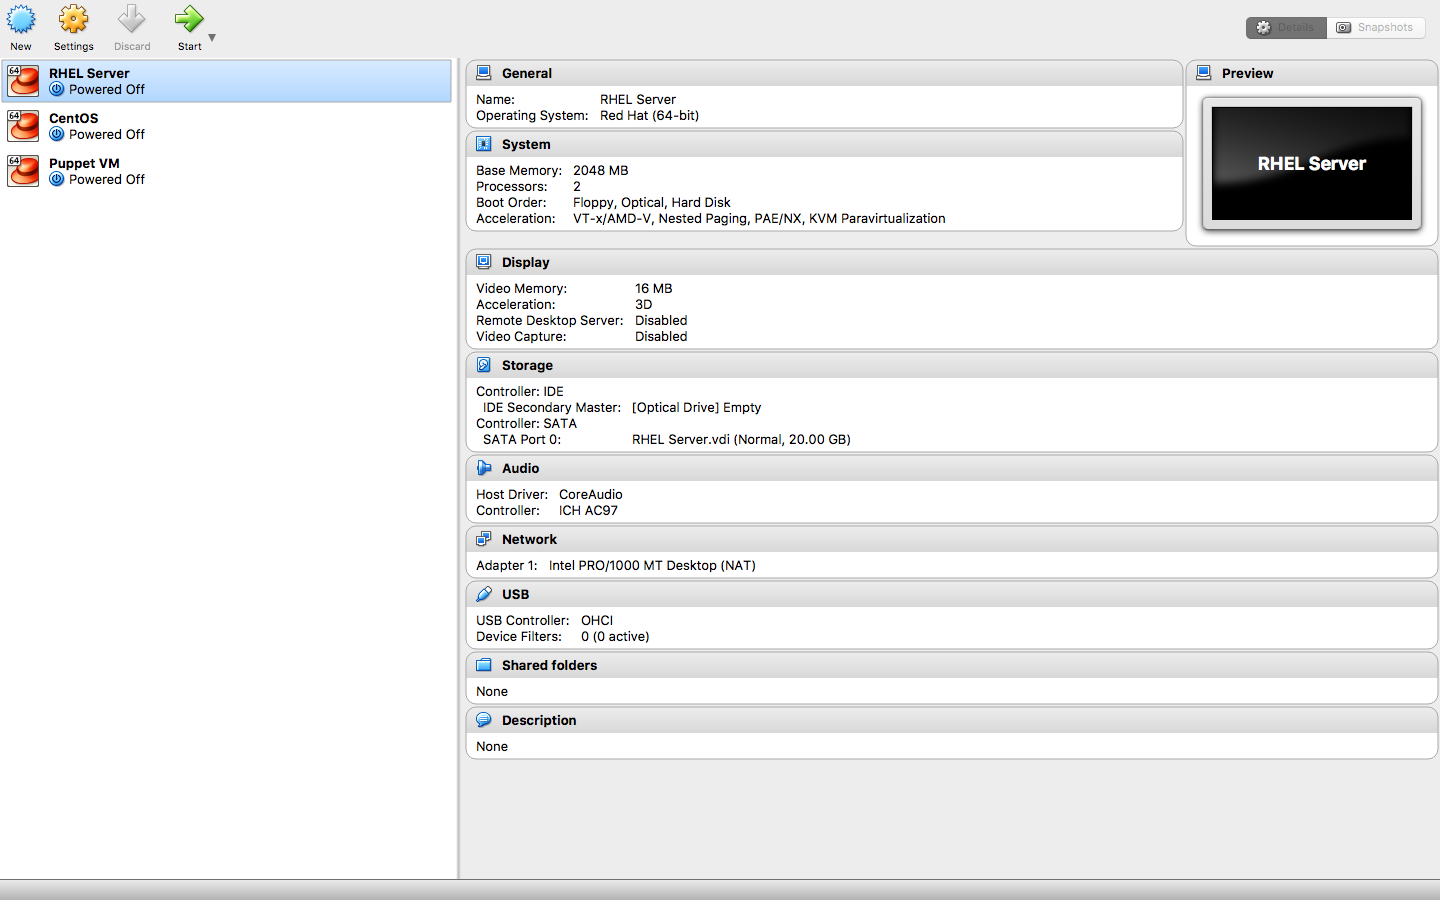 New
Settings
Discard
Start
Details
Snapshots
64
RHEL Server
Powered Off
64
CentOS
Powered Off
64
Puppet VM
Powered Off
General
Name: RHEL Server
Operating System: Red Hat (64-bit)
System
Base Memory: 2048 MB
Processors: 2
Boot Order: Floppy, Optical, Hard Disk
Acceleration: VT-x/AMD-V, Nested Paging, PAE/NX, KVM Paravirtualization
Preview
RHEL Server
Display
Video Memory: 16 MB
Acceleration: 3D
Remote Desktop Server: Disabled
Video Capture: Disabled
Storage
Controller: IDE
IDE Secondary Master: [Optical Drive] Empty
Controller: SATA
SATA Port 0: RHEL Server.vdi (Normal, 20.00 GB)
Audio
Host Driver: CoreAudio
Controller: ICH AC97
Network
Adapter 1: Intel PRO/1000 MT Desktop (NAT)
USB
USB Controller: OHCI
Device Filters: 0 (0 active)
Shared folders
None
Description
None